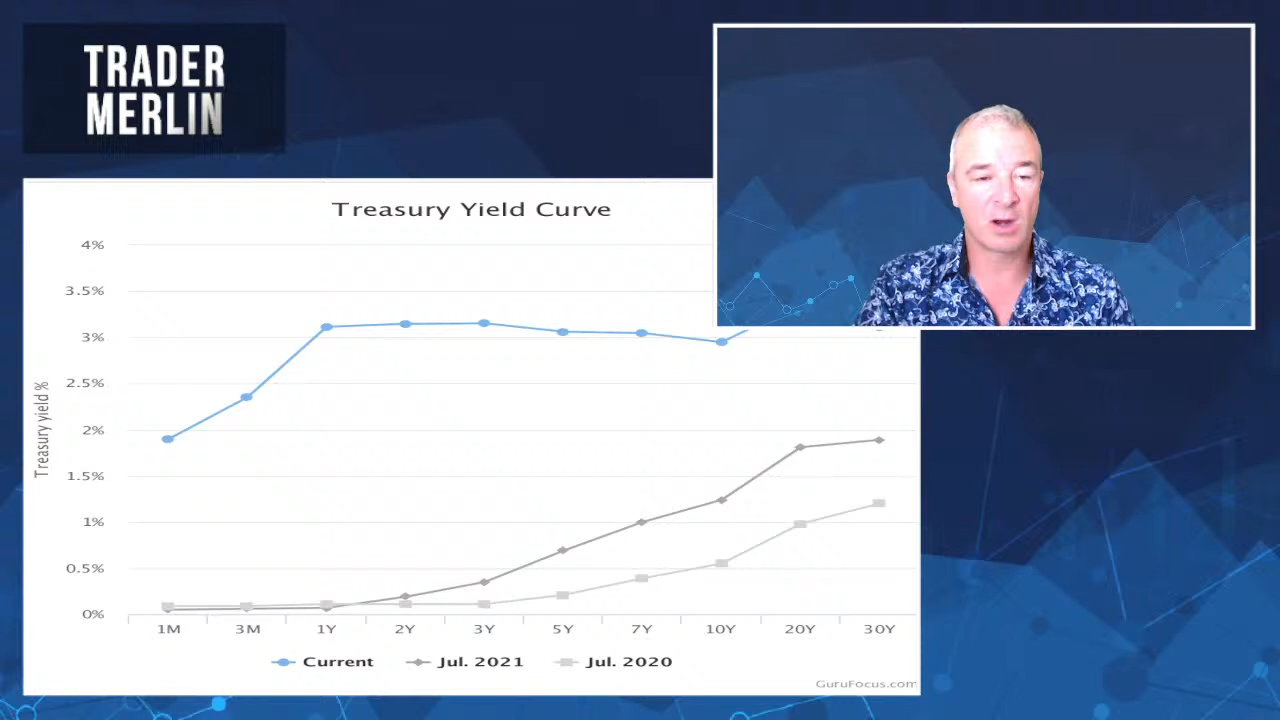 TRADER
MERLIN
Treasury Yield Curve
4%
3.5%
3%
2.5%
2%
1.5%
1%
0.5%
0%
Treasury yield %
1M 3M 1Y 2Y 3Y 5Y 7Y 10Y 20Y 30Y
Current Jul. 2021 Jul. 2020
GuruFocus.com